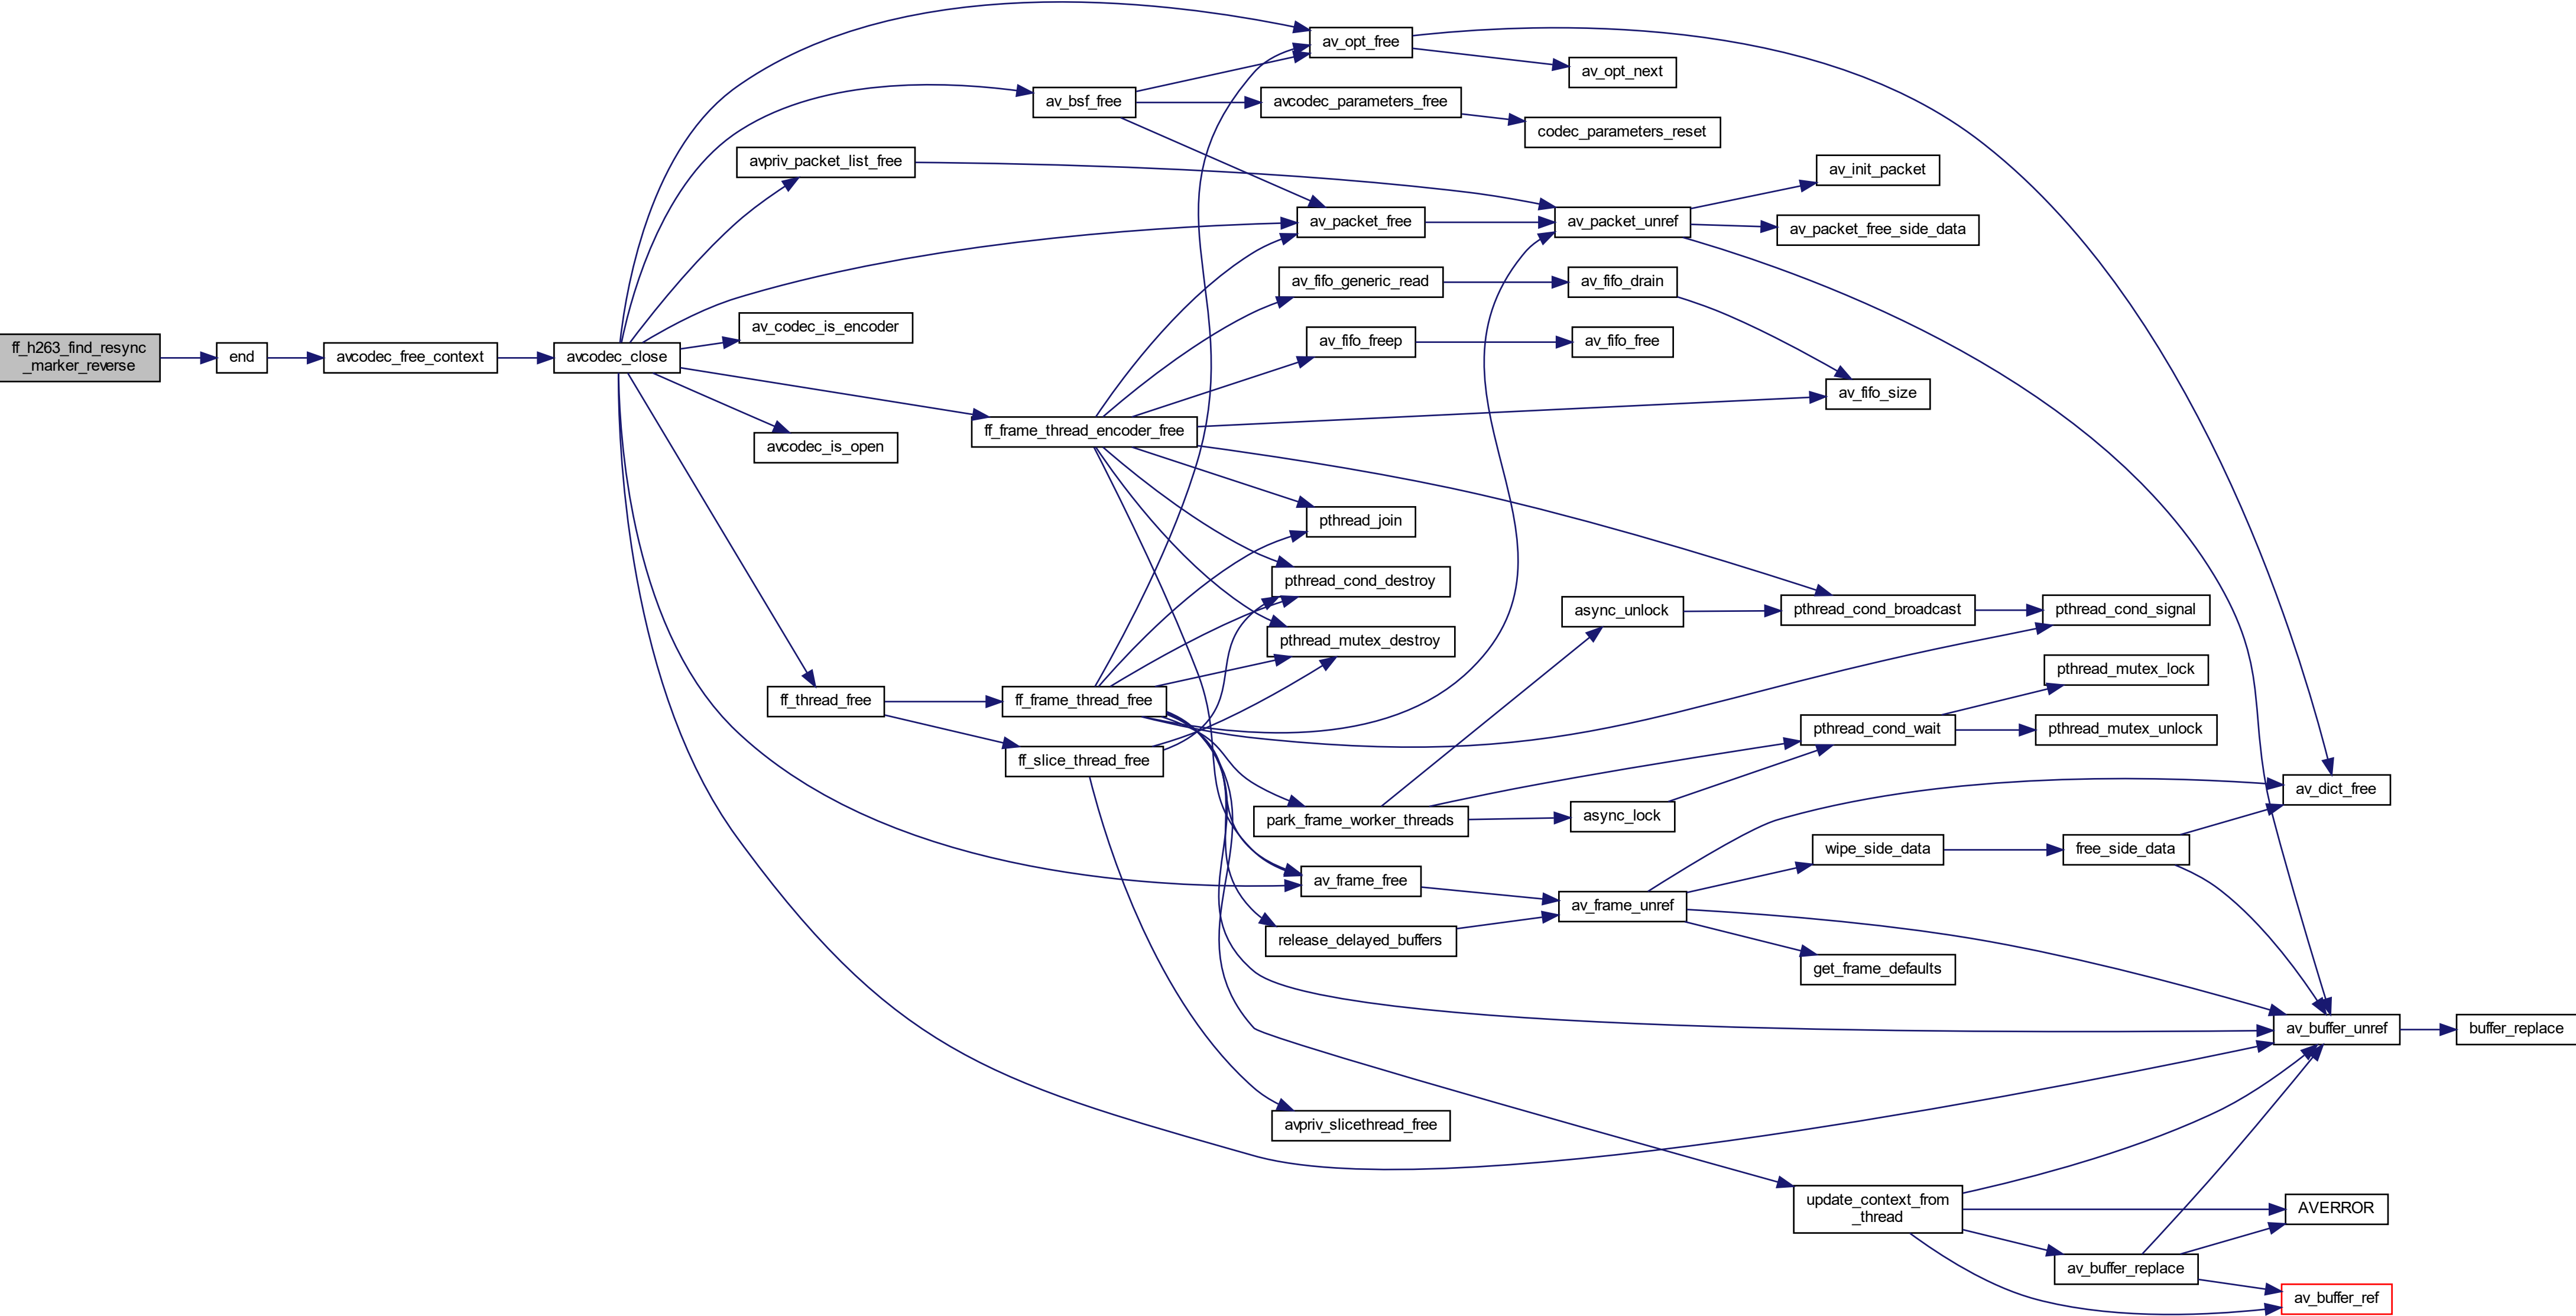 ff_h263_find_resync
_marker_reverse
end
avcodec_free_context
avcodec_close
av_opt_free
av_opt_next
av_bsf_free
avcodec_parameters_free
codec_parameters_reset
avpriv_packet_list_free
av_init_packet
av_packet_free
av_packet_unref
av_packet_free_side_data
av_fifo_generic_read
av_fifo_drain
av_codec_is_encoder
av_fifo_freep
av_fifo_free
av_fifo_size
avcodec_is_open
ff_frame_thread_encoder_free
pthread_join
pthread_cond_destroy
async_unlock
pthread_cond_broadcast
pthread_cond_signal
pthread_mutex_destroy
pthread_mutex_lock
ff_thread_free
ff_frame_thread_free
pthread_cond_wait
pthread_mutex_unlock
ff_slice_thread_free
av_dict_free
park_frame_worker_threads
async_lock
wipe_side_data
free_side_data
av_frame_free
av_frame_unref
release_delayed_buffers
get_frame_defaults
av_buffer_unref
buffer_replace
avpriv_slicethread_free
update_context_from
_thread
AVERROR
av_buffer_replace
av_buffer_ref